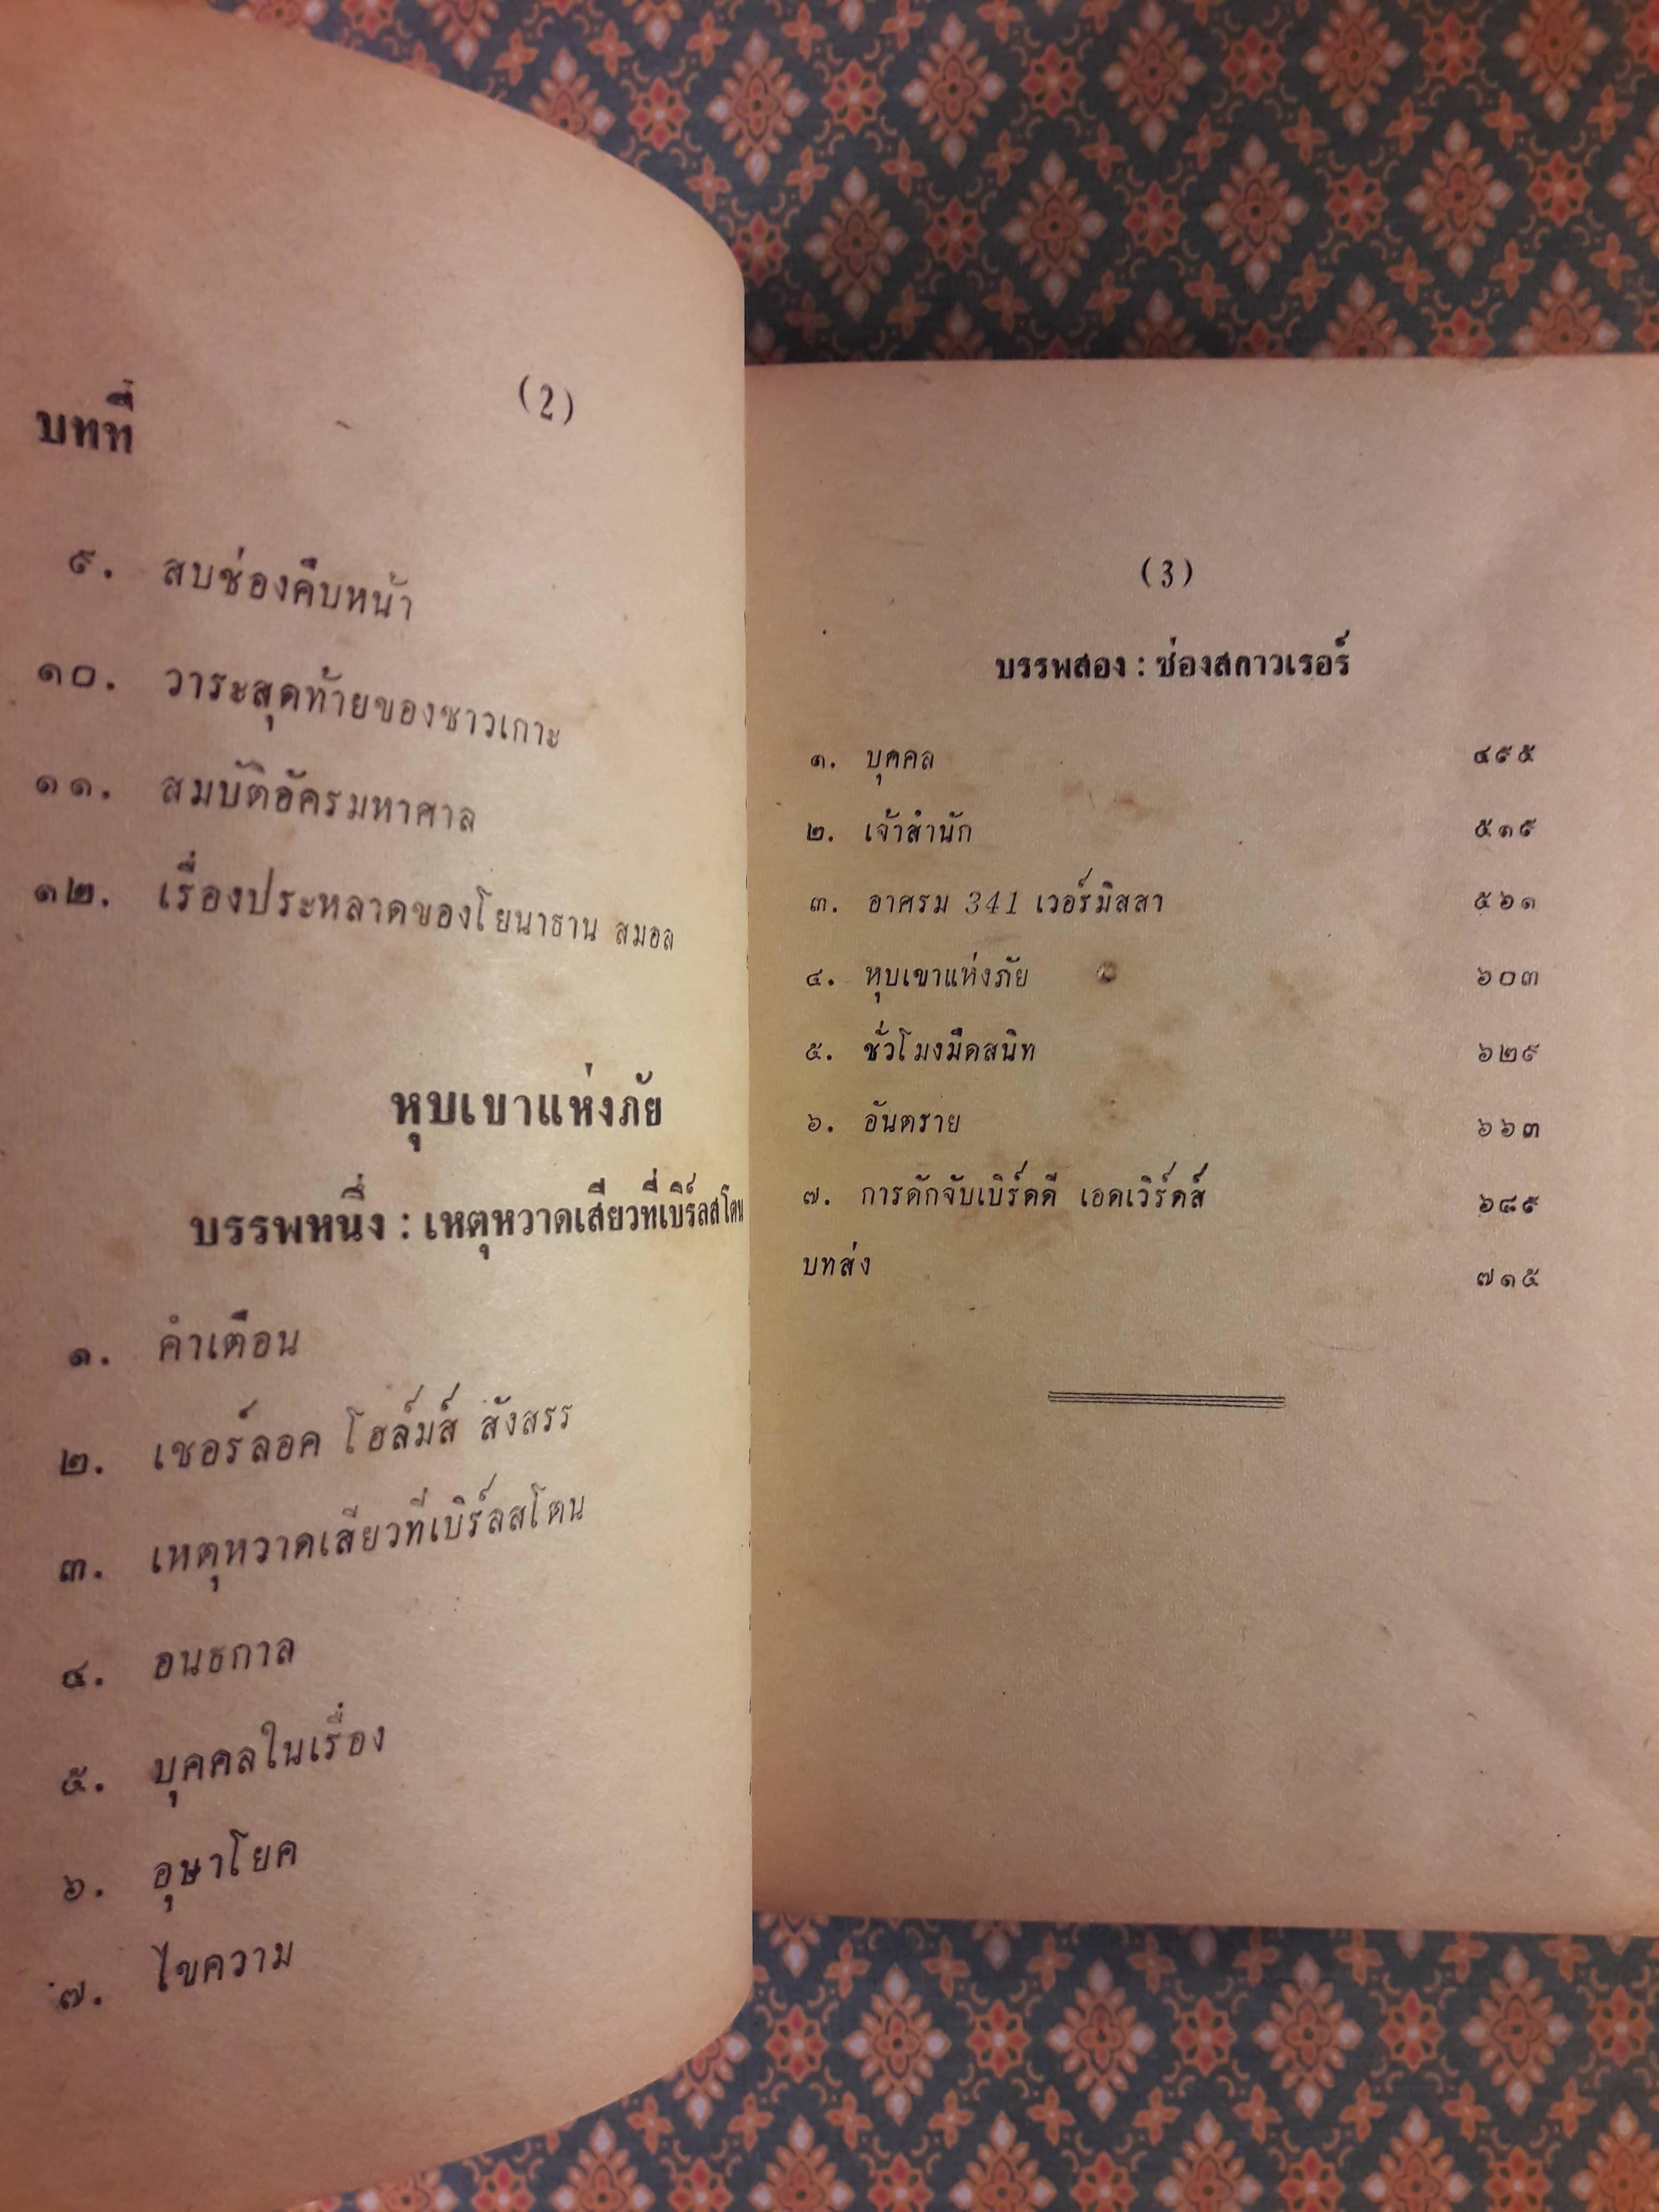 (2)
บทที่
๙. สบช่องคืบหน้า
๑๐. วาระสุดท้ายของชาวเกาะ
๑๑. สมบัติอัครมหาศาล
๑๒. เรื่องประหลาดของโยนาธาน สมอล
หุบเขาแห่งภัย
บรรพหนึ่ง : เหตุหวาดเสียวที่เบิร์ลสโตน
๑. คำเตือน
๒. เชอร์ลอค โฮล์มส์ สังสรร
๓. เหตุหวาดเสียวที่เบิร์ลสโตน
๔. อนธกาล
๕. บุคคลในเรื่อง
๖. อุษาโยค
๗. ไขความ
(3)
บรรพสอง : ซ่องสกาวเรอร์
๑. บุคคล ๔๙๕
๒. เจ้าสำนัก ๕๑๙
๓. อาศรม 341 เวอร์มิสสา ๕๖๑
๔. หุบเขาแห่งภัย ๖๐๓
๕. ชั่วโมงมืดสนิท ๖๒๙
๖. อันตราย ๖๖๓
๗. การดักจับเบิร์ดดี เอดเวิร์ดส์ ๖๘๙
บทส่ง ๗๑๕